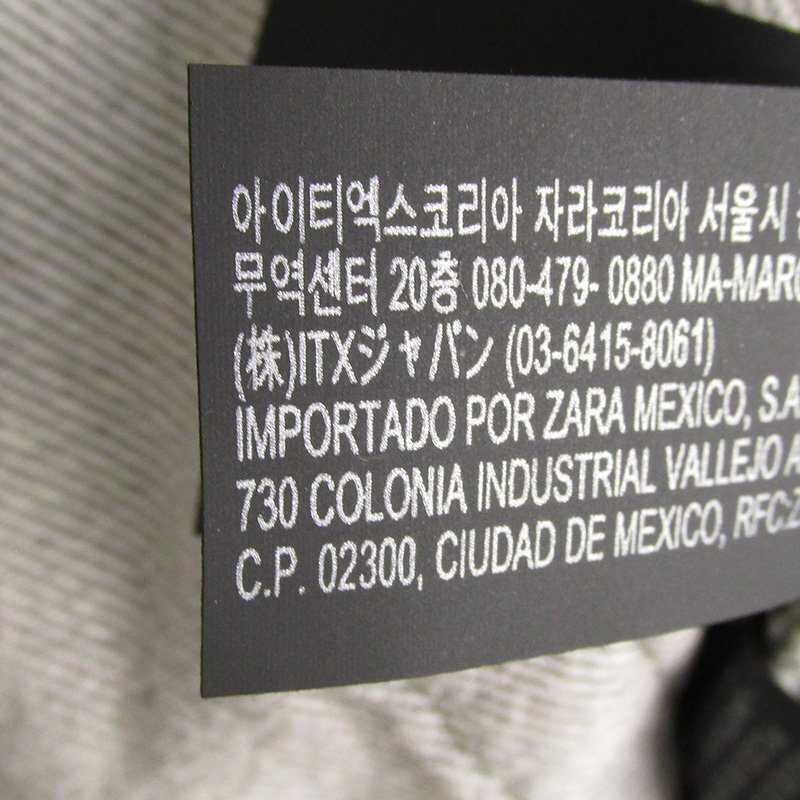 아이티엑스코리아 자라코리아 서울시
무역센터 20층 080-479- 0880 MA-MARO
(株)ITXジャパン (03-6415-8061)
IMPORTADO POR ZARA MEXICO, S.A
730 COLONIA INDUSTRIAL VALLEJO A
C.P. 02300, CIUDAD DE MEXICO, RFC:Z